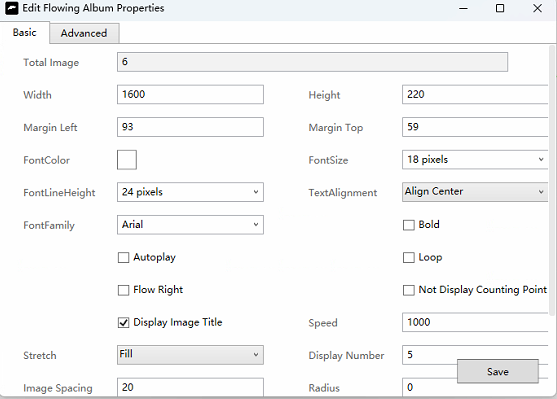 Edit Flowing Album Properties
Basic Advanced
Total Image 6
Width 1600 Height 220
Margin Left 93 Margin Top 59
FontColor FontSize 18 pixels
FontLineHeight 24 pixels TextAlignment Align Center
FontFamily Arial Bold
Autoplay Loop
Flow Right Not Display Counting Point
Display Image Title Speed 1000
Stretch Fill Display Number 5
Save
Image Spacing 20 Radius 0